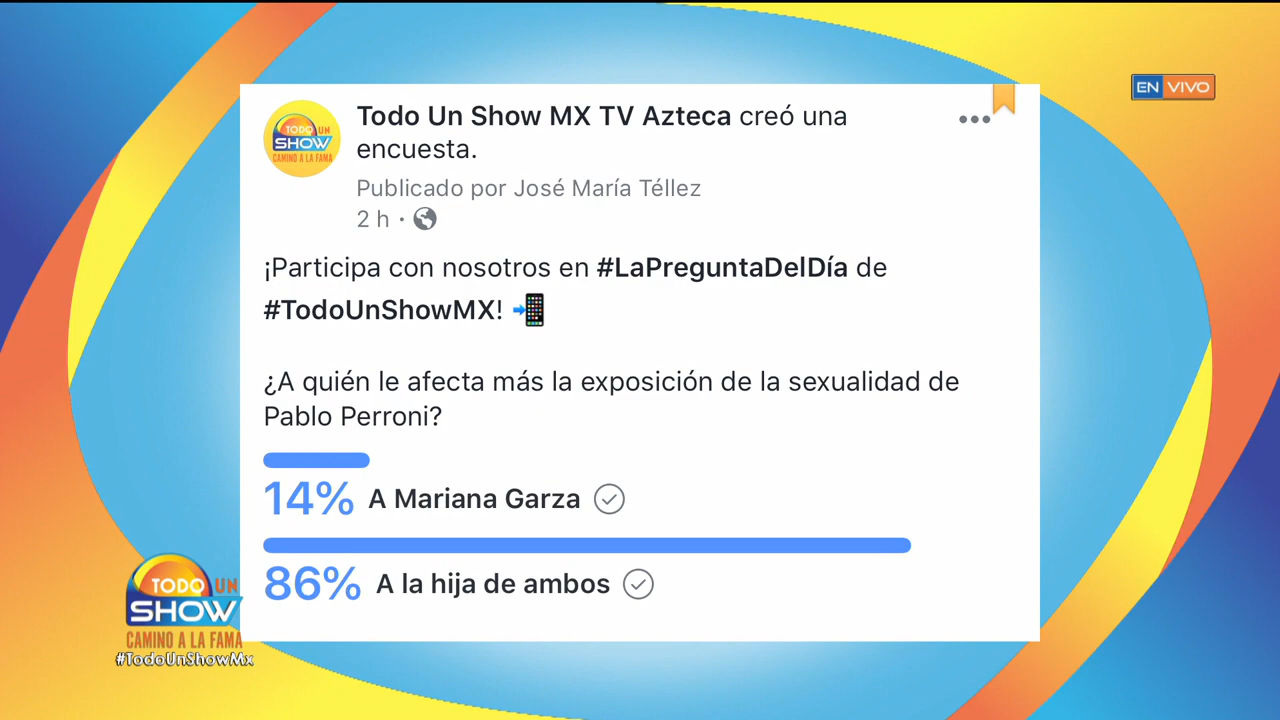 EN VIVO
TODO UN
SHOW
CAMINO A LA FAMA
Todo Un Show MX TV Azteca creó una
encuesta.
Publicado por José María Téllez
2 h ·
¡Participa con nosotros en #LaPreguntaDelDía de
#TodoUnShowMX!
¿A quién le afecta más la exposición de la sexualidad de
Pablo Perroni?
14% A Mariana Garza
86% A la hija de ambos
TODO UN
SHOW
CAMINO A LA FAMA
#TodoUnShowMx